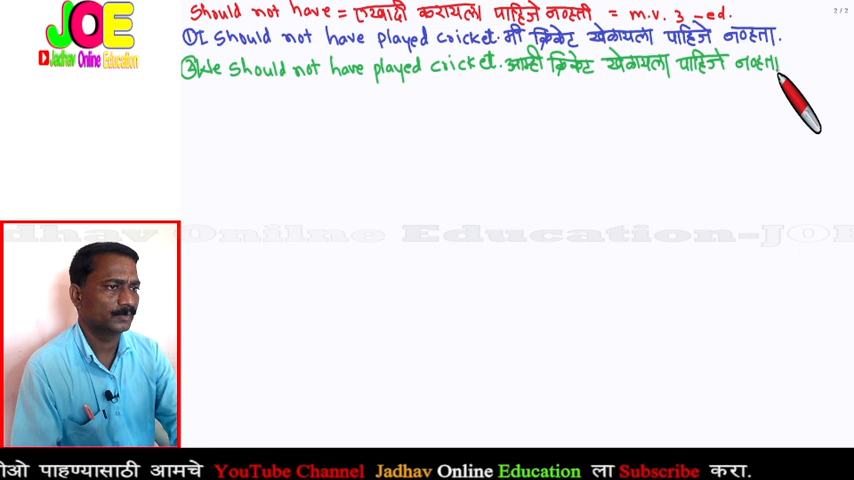 JOE
Jadhav Online Education
should not have = एखादी करायला पाहिजे नव्हती = m.v. 3 -ed.
2/2
① I should not have played cricket. मी क्रिकेट खेळायला पाहिजे नव्हता.
② We should not have played cricket. आम्ही क्रिकेट खेळायला पाहिजे नव्हता
dhav Online Education-JOE
ओ पाहण्यासाठी आमचे YouTube Channel Jadhav Online Education ला Subscribe करा.